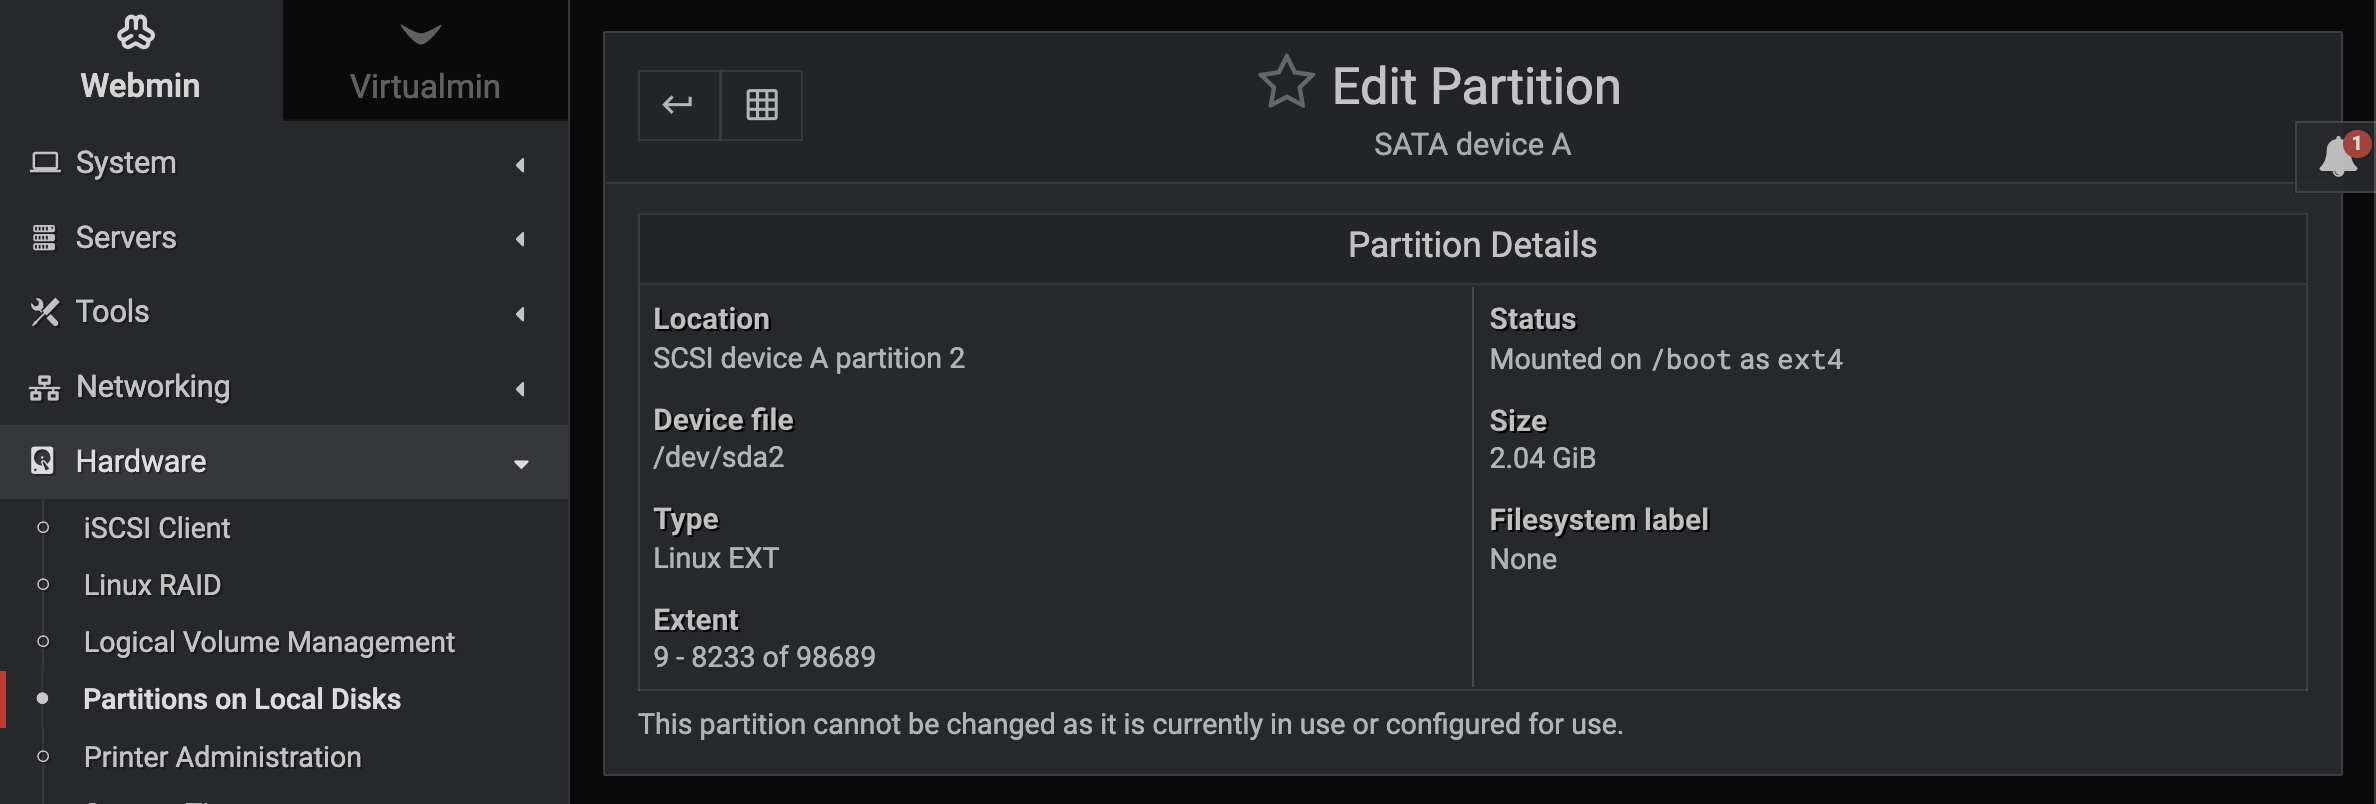 Webmin
Virtualmin
System
Servers
Tools
Networking
Hardware
iSCSI Client
Linux RAID
Logical Volume Management
Partitions on Local Disks
Printer Administration
Edit Partition
SATA device A
1
Partition Details
Location
SCSI device A partition 2
Device file
/dev/sda2
Type
Linux EXT
Extent
9 - 8233 of 98689
Status
Mounted on /boot as ext4
Size
2.04 GiB
Filesystem label
None
This partition cannot be changed as it is currently in use or configured for use.